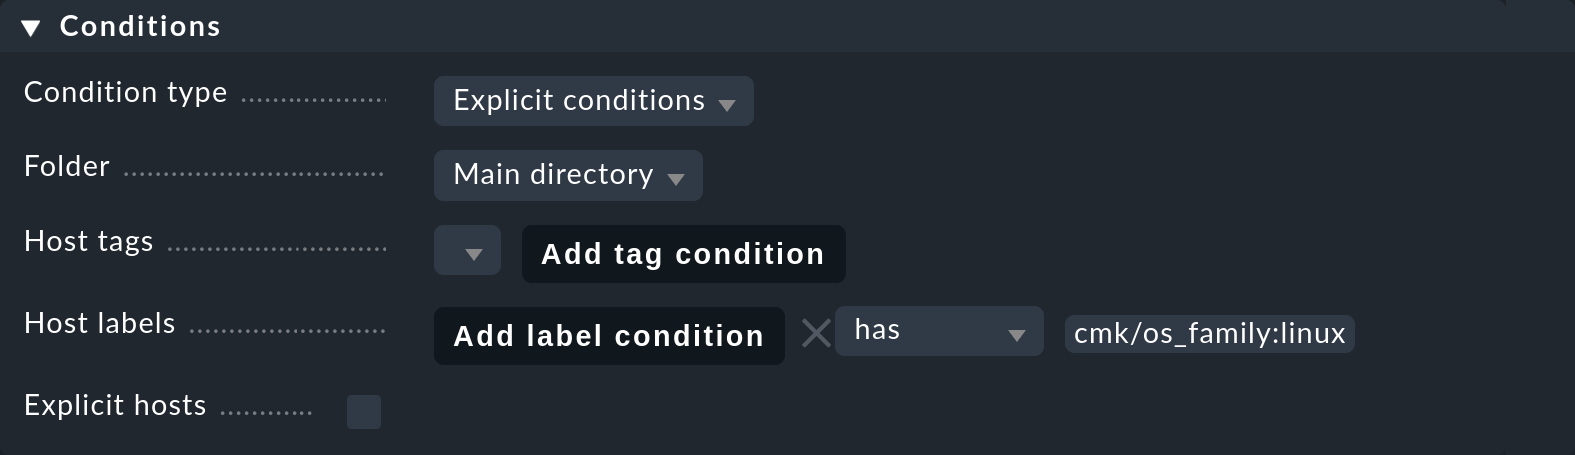 Conditions
Condition type Explicit conditions
Folder Main directory
Host tags Add tag condition
Host labels Add label condition has cmk/os_family:linux
Explicit hosts